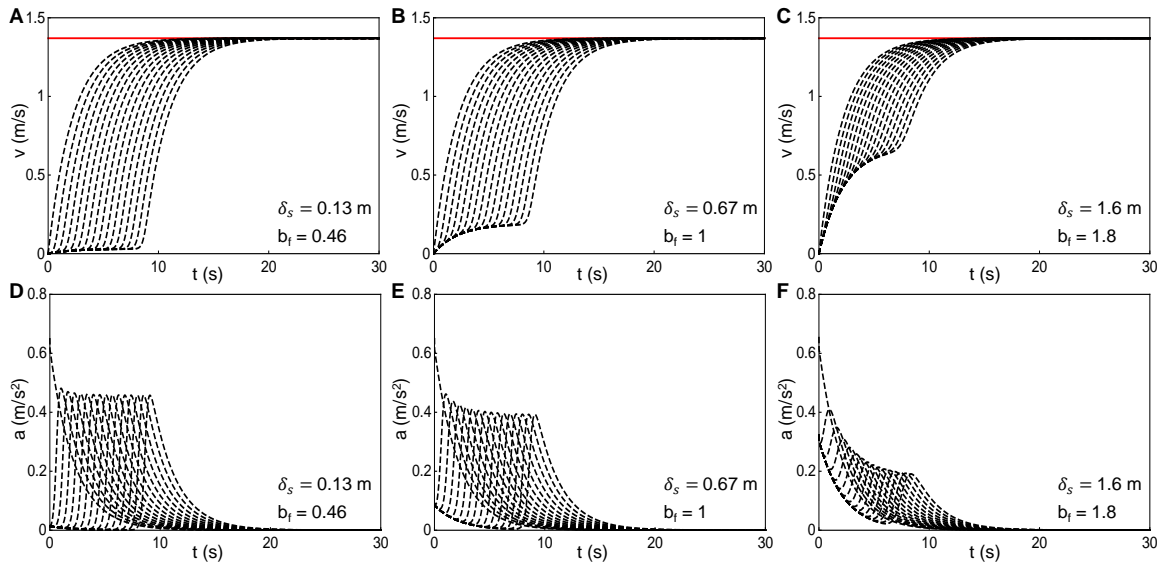 A
1.5
1
0.5
0
v (m/s)
0
10
20
30
t (s)
δs = 0.13 m
bf = 0.46
B
1.5
1
0.5
0
v (m/s)
0
10
20
30
t (s)
δs = 0.67 m
bf = 1
C
1.5
1
0.5
0
v (m/s)
0
10
20
30
t (s)
δs = 1.6 m
bf = 1.8
D
0.8
0.6
0.4
0.2
0
a (m/s²)
0
10
20
30
t (s)
δs = 0.13 m
bf = 0.46
E
0.8
0.6
0.4
0.2
0
a (m/s²)
0
10
20
30
t (s)
δs = 0.67 m
bf = 1
F
0.8
0.6
0.4
0.2
0
a (m/s²)
0
10
20
30
t (s)
δs = 1.6 m
bf = 1.8